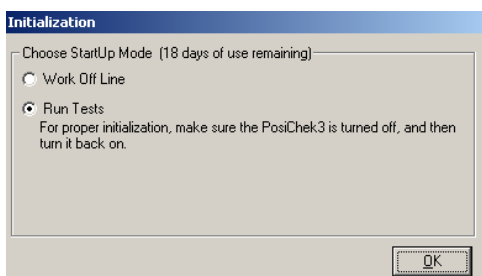 Initialization
Choose StartUp Mode (18 days of use remaining)
Work Off Line
Run Tests
For proper initialization, make sure the PosiChek3 is turned off, and then
turn it back on.
OK